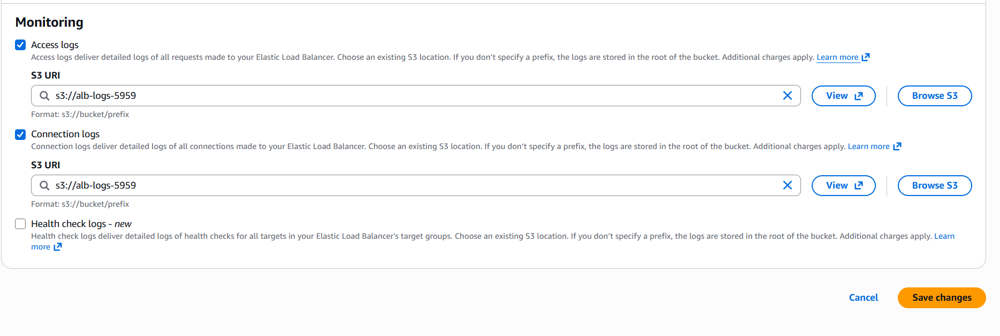 Monitoring
Access logs
Access logs deliver detailed logs of all requests made to your Elastic Load Balancer. Choose an existing S3 location. If you don’t specify a prefix, the logs are stored in the root of the bucket. Additional charges apply. Learn more
S3 URI
s3://alb-logs-5959
View
Browse S3
Format: s3://bucket/prefix
Connection logs
Connection logs deliver detailed logs of all connections made to your Elastic Load Balancer. Choose an existing S3 location. If you don’t specify a prefix, the logs are stored in the root of the bucket. Additional charges apply. Learn more
S3 URI
s3://alb-logs-5959
View
Browse S3
Format: s3://bucket/prefix
Health check logs - new
Health check logs deliver detailed logs of health checks for all targets in your Elastic Load Balancer's target groups. Choose an existing S3 location. If you don’t specify a prefix, the logs are stored in the root of the bucket. Additional charges apply. Learn
more
Cancel
Save changes